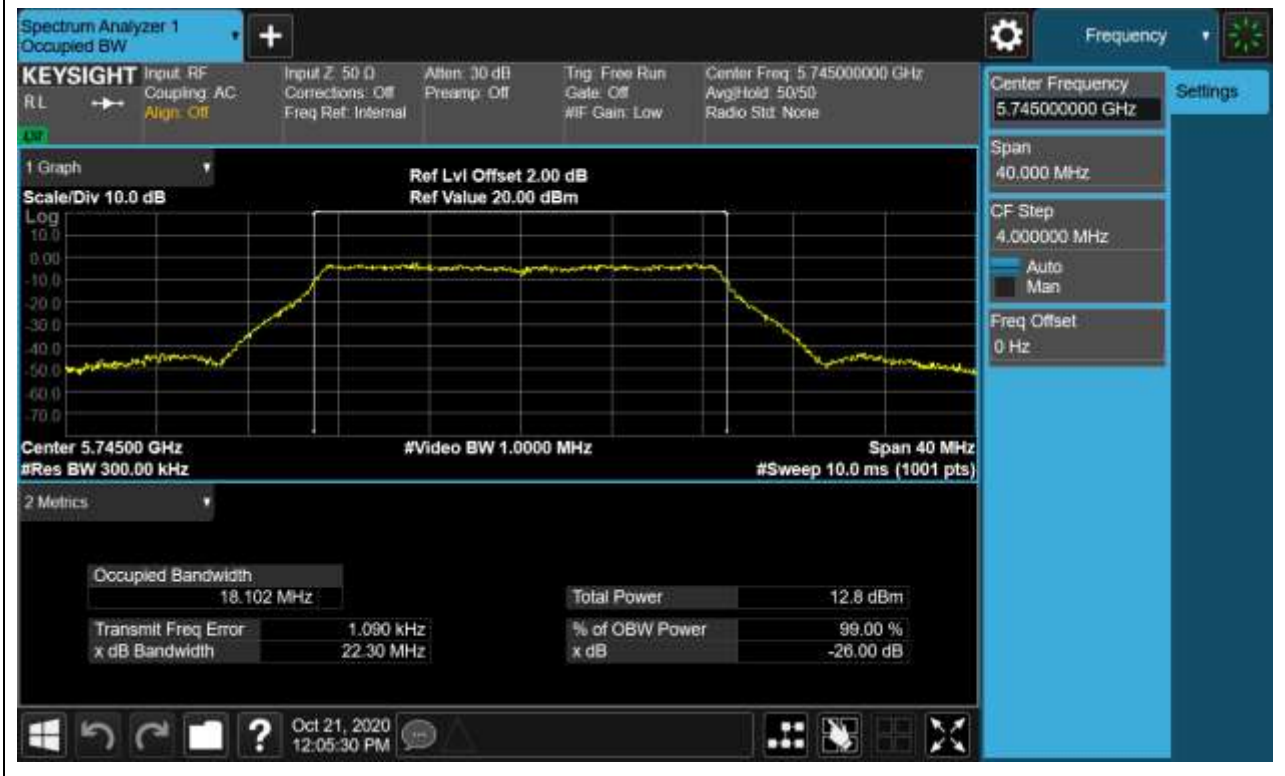 Spectrum Analyzer 1
Occupied BW
+
Frequency
KEYSIGHT
RL
Input: RF
Coupling: AC
Align: Off
Input Z: 50 Ω
Corrections: Off
Freq Ref: Internal
Atten: 30 dB
Preamp: Off
Trig: Free Run
Gate: Off
#IF Gain: Low
Center Freq: 5.745000000 GHz
Avg|Hold: 50/50
Radio Std: None
Center Frequency
5.745000000 GHz
Settings
Span
40.000 MHz
CF Step
4.000000 MHz
Auto
Man
Freq Offset
0 Hz
1 Graph
Scale/Div 10.0 dB
Ref Lvl Offset 2.00 dB
Ref Value 20.00 dBm
Log
10.0
0.00
-10.0
-20.0
-30.0
-40.0
-50.0
-60.0
-70.0
Center 5.74500 GHz
#Video BW 1.0000 MHz
Span 40 MHz
#Res BW 300.00 kHz
#Sweep 10.0 ms (1001 pts)
2 Metrics
Occupied Bandwidth
18.102 MHz
Total Power 12.8 dBm
Transmit Freq Error 1.090 kHz
% of OBW Power 99.00 %
x dB Bandwidth 22.30 MHz
x dB -26.00 dB
?
Oct 21, 2020
12:05:30 PM